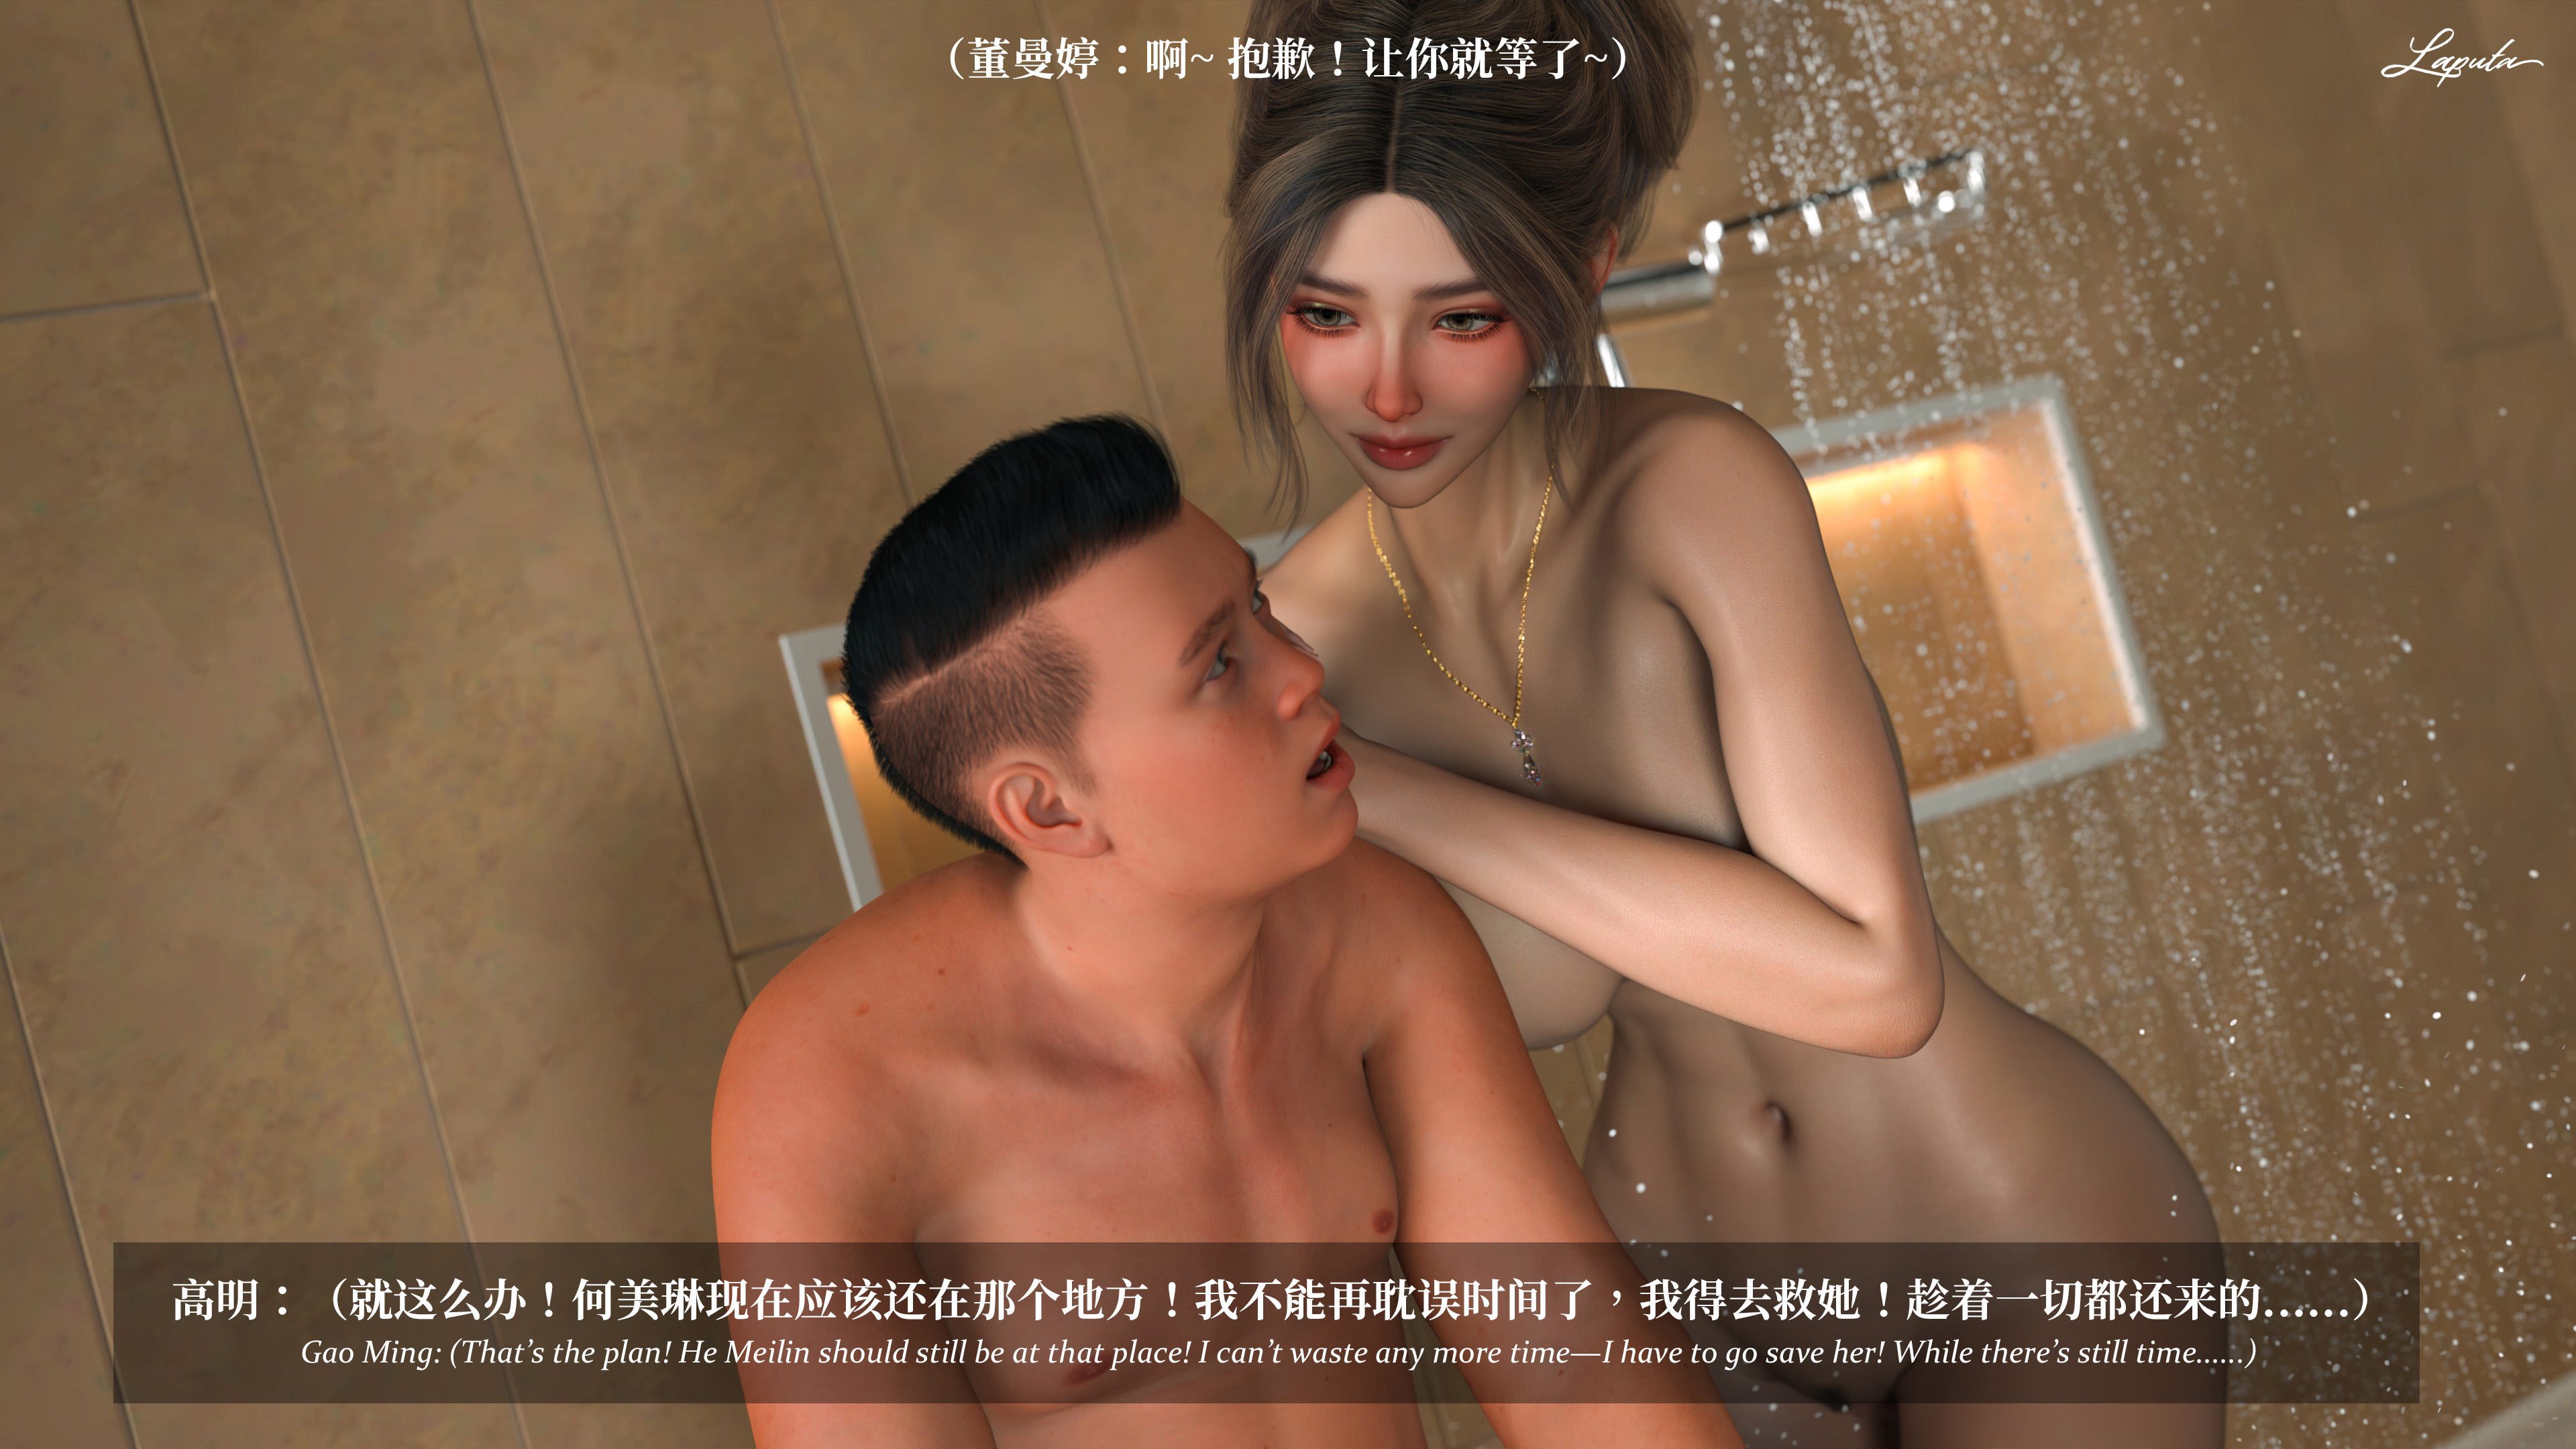 （董曼婷：啊~ 抱歉！让你就等了~）
Laputa
高明：（就这么办！何美琳现在应该还在那个地方！我不能再耽误时间了，我得去救她！趁着一切都还来的......）
Gao Ming: (That's the plan! He Meilin should still be at that place! I can't waste any more time—I have to go save her! While there's still time......)